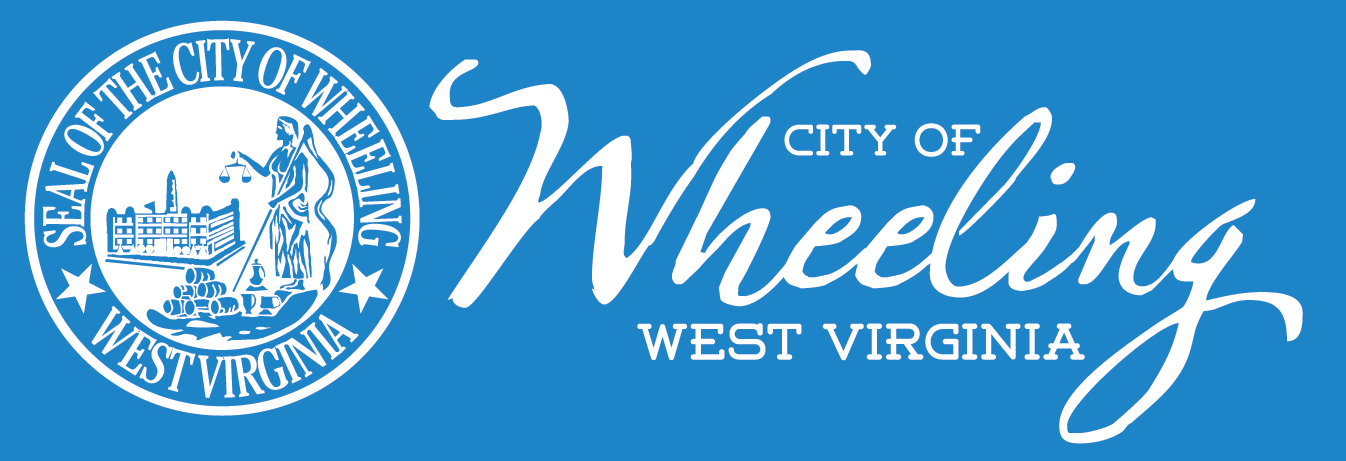 SEAL OF THE CITY OF WHEELING
WEST VIRGINIA
CITY OF
Wheeling
WEST VIRGINIA